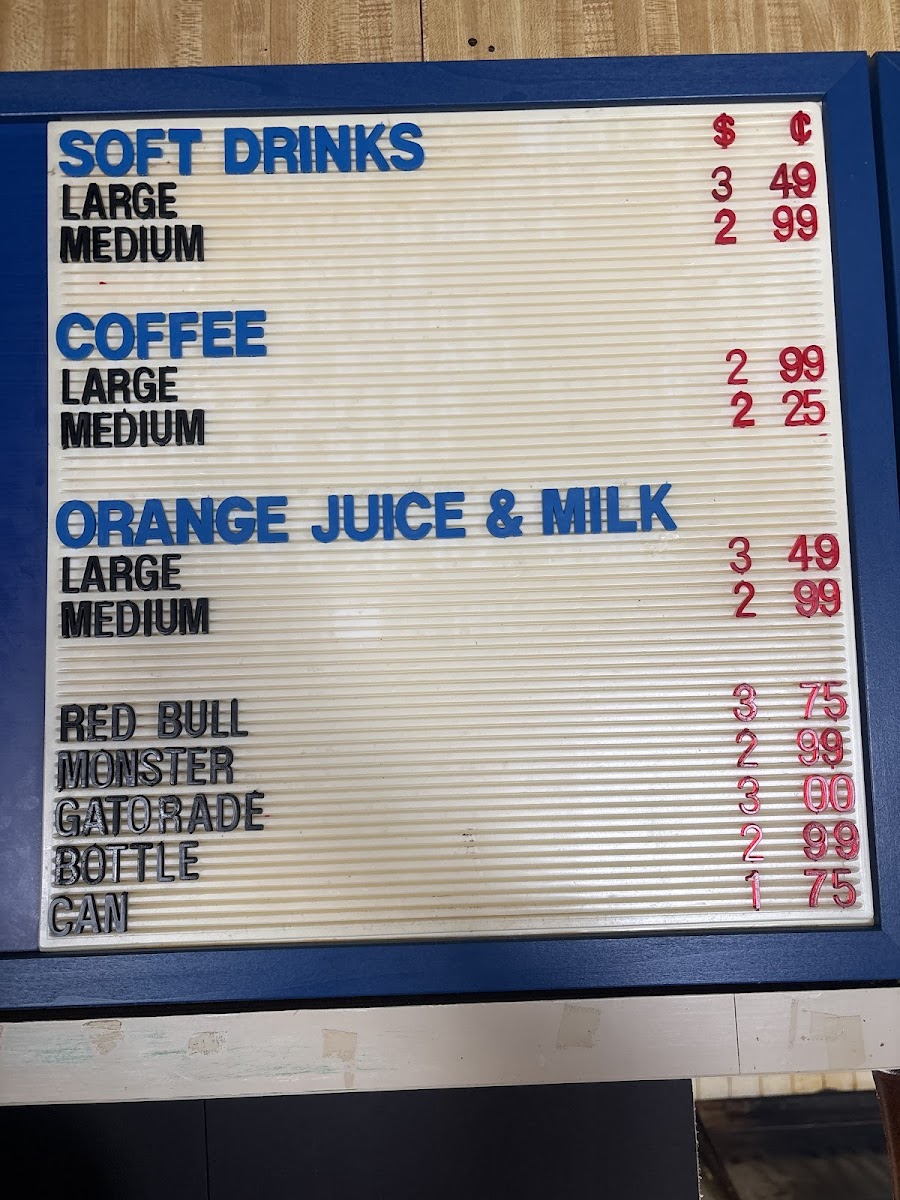 SOFT DRINKS $ ¢
LARGE 3 49
MEDIUM 2 99
COFFEE
LARGE 2 99
MEDIUM 2 25
ORANGE JUICE & MILK
LARGE 3 49
MEDIUM 2 99
RED BULL 3 75
MONSTER 2 99
GATORADE 3 00
BOTTLE 2 99
CAN 1 75